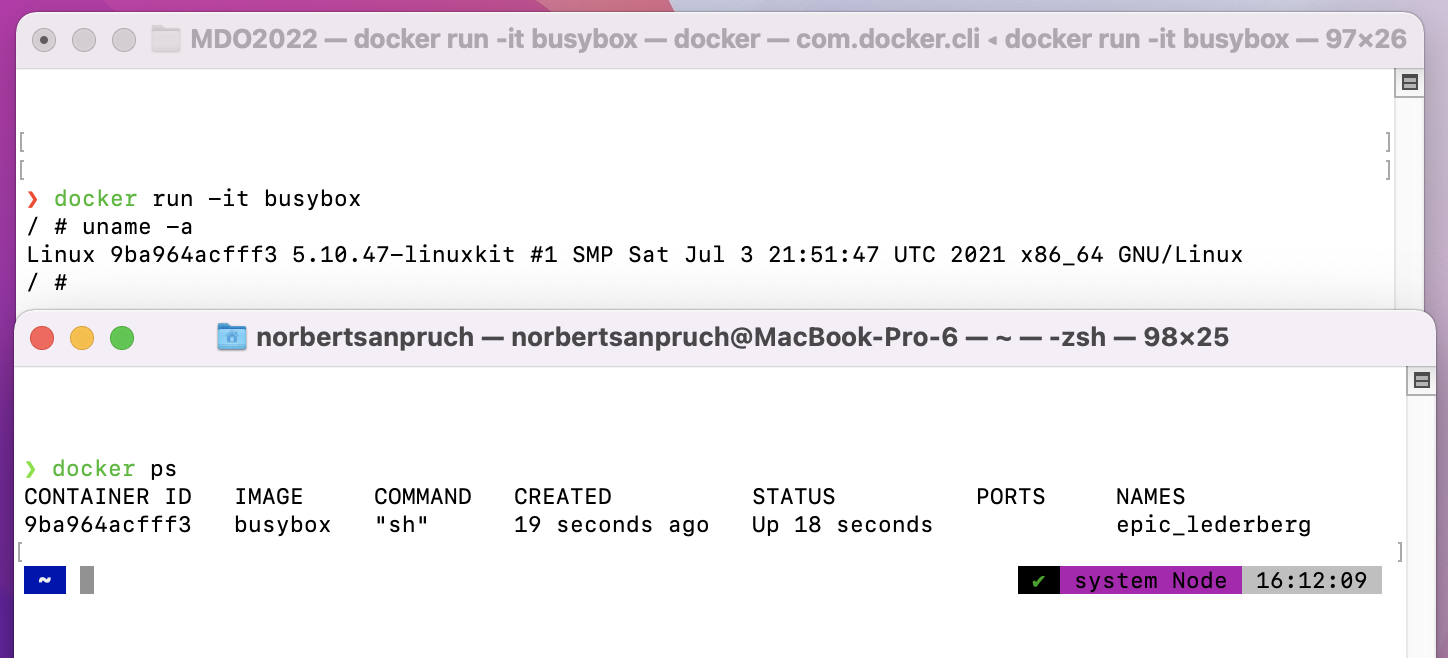 MDO2022 — docker run -it busybox — docker — com.docker.cli ◂ docker run -it busybox — 97×26
[ ]
[ ]
❯ docker run -it busybox
/ # uname -a
Linux 9ba964acfff3 5.10.47-linuxkit #1 SMP Sat Jul 3 21:51:47 UTC 2021 x86_64 GNU/Linux
/ #
norbertsanpruch — norbertsanpruch@MacBook-Pro-6 — ~ — -zsh — 98×25
❯ docker ps
CONTAINER ID   IMAGE     COMMAND   CREATED          STATUS          PORTS     NAMES
9ba964acfff3   busybox   "sh"      19 seconds ago   Up 18 seconds             epic_lederberg
[ ]
~ ✔ system Node 16:12:09